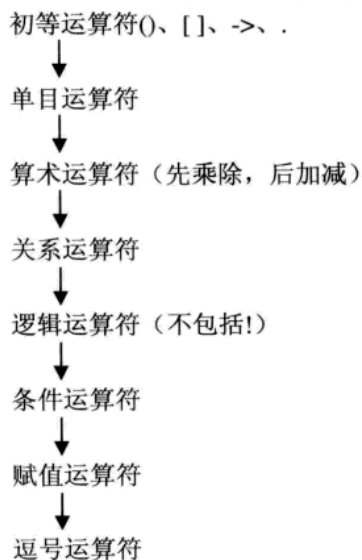 初等运算符()、[ ]、->、.
单目运算符
算术运算符（先乘除，后加减）
关系运算符
逻辑运算符（不包括!）
条件运算符
赋值运算符
逗号运算符